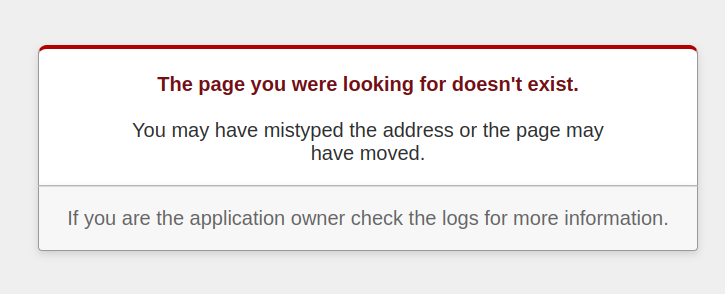 The page you were looking for doesn't exist.
You may have mistyped the address or the page may
have moved.
If you are the application owner check the logs for more information.